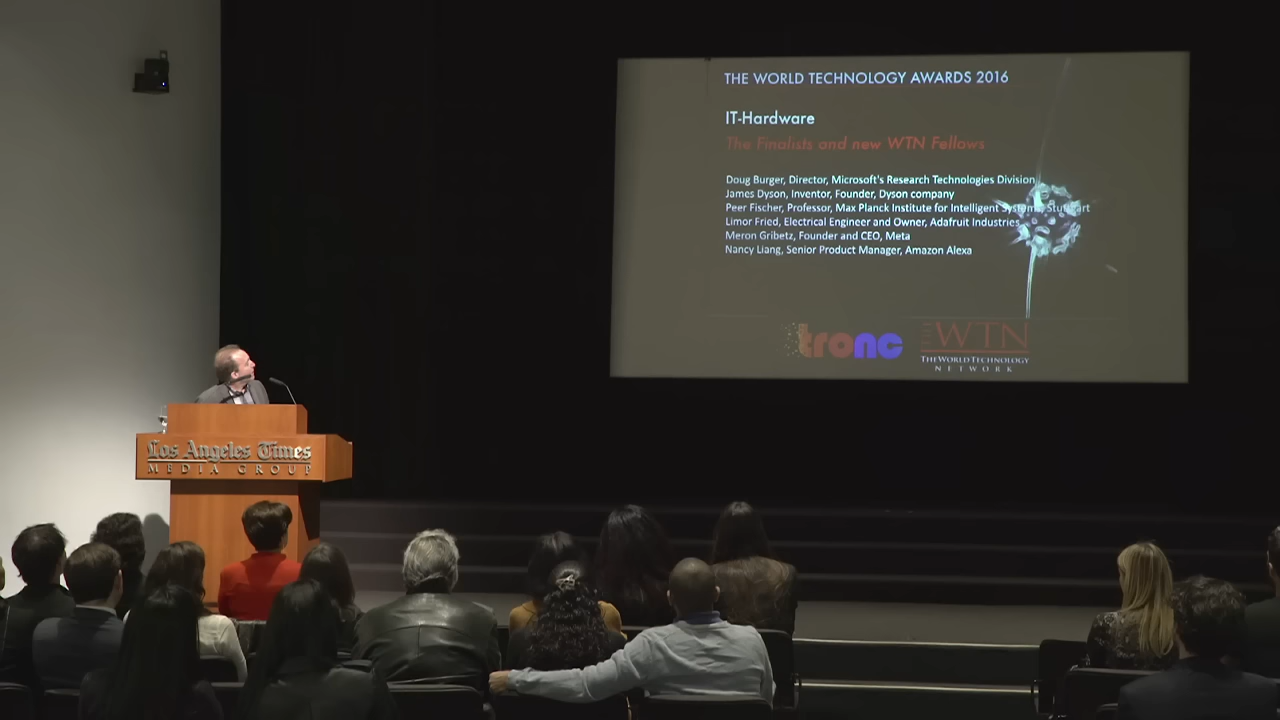 THE WORLD TECHNOLOGY AWARDS 2016
IT-Hardware
The Finalists and new WTN Fellows
Doug Burger, Director, Microsoft's Research Technologies Division
James Dyson, Inventor, Founder, Dyson company
Peer Fischer, Professor, Max Planck Institute for Intelligent Systems, Stuttgart
Limor Fried, Electrical Engineer and Owner, Adafruit Industries
Meron Gribetz, Founder and CEO, Meta
Nancy Liang, Senior Product Manager, Amazon Alexa
tronc
THE WTN
THE WORLD TECHNOLOGY
NETWORK
Los Angeles Times
MEDIA GROUP